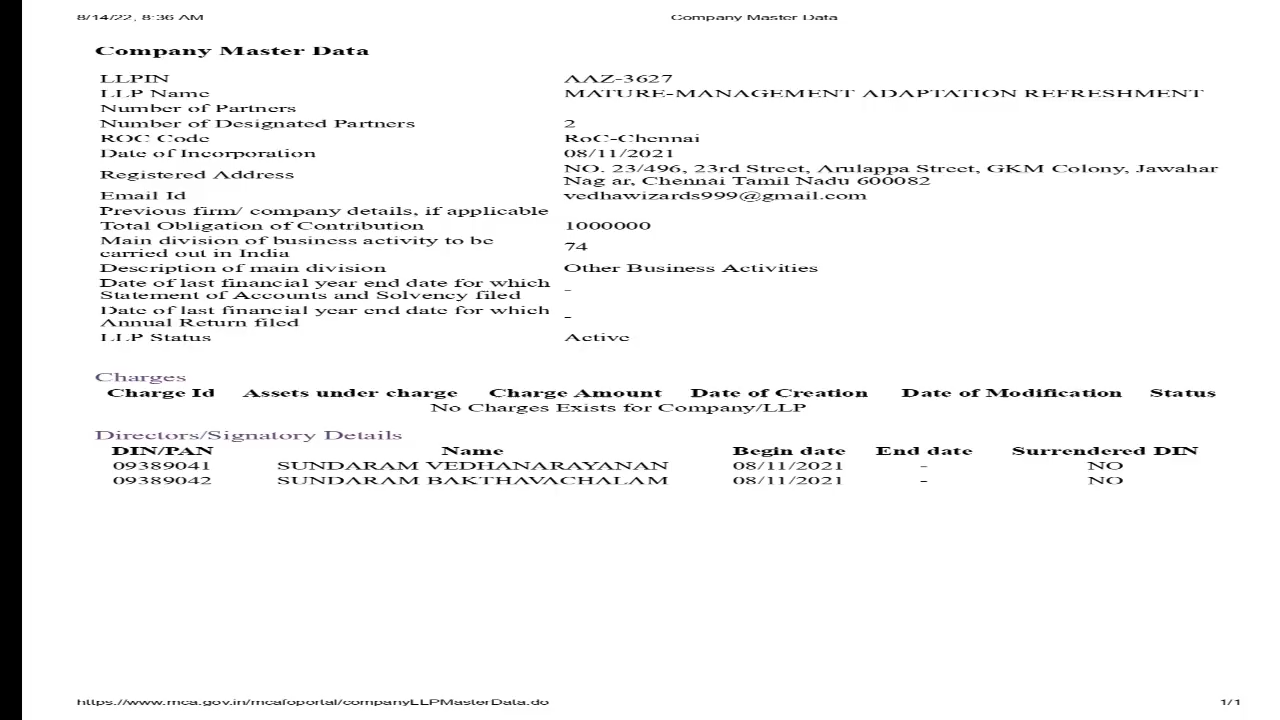 8/14/22, 8:36 AM Company Master Data
Company Master Data
LLPIN AAZ-3627
LLP Name MATURE-MANAGEMENT ADAPTATION REFRESHMENT
Number of Partners
Number of Designated Partners 2
ROC Code RoC-Chennai
Date of Incorporation 08/11/2021
Registered Address NO. 23/496, 23rd Street, Arulappa Street, GKM Colony, Jawahar
Nag ar, Chennai Tamil Nadu 600082
Email Id vedhawizards999@gmail.com
Previous firm/ company details, if applicable
Total Obligation of Contribution 1000000
Main division of business activity to be
carried out in India 74
Description of main division Other Business Activities
Date of last financial year end date for which
Statement of Accounts and Solvency filed -
Date of last financial year end date for which
Annual Return filed -
LLP Status Active
Charges
Charge Id Assets under charge Charge Amount Date of Creation Date of Modification Status
No Charges Exists for Company/LLP
Directors/Signatory Details
DIN/PAN Name Begin date End date Surrendered DIN
09389041 SUNDARAM VEDHANARAYANAN 08/11/2021 - NO
09389042 SUNDARAM BAKTHAVACHALAM 08/11/2021 - NO
https://www.mca.gov.in/mcafoportal/companyLLPMasterData.do 1/1